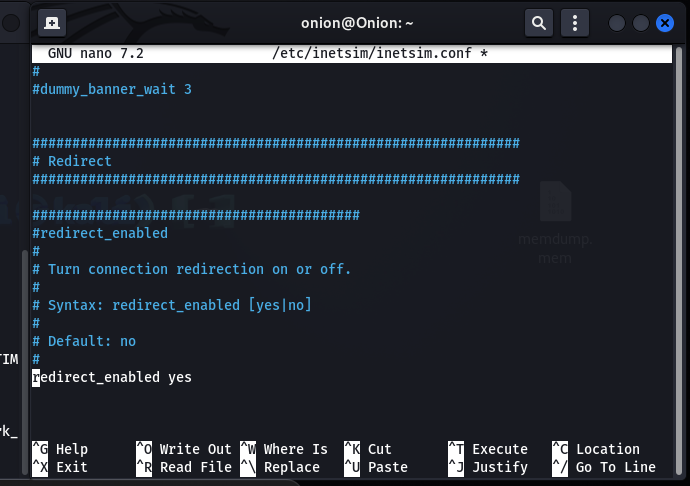 onion@Onion: ~
GNU nano 7.2 /etc/inetsim/inetsim.conf *
#
#dummy_banner_wait 3
#############################################################
# Redirect
#############################################################
#########################################
#redirect_enabled
#
# Turn connection redirection on or off.
#
# Syntax: redirect_enabled [yes|no]
#
# Default: no
#
redirect_enabled yes
memdump.
mem
TIM
rk_
^G Help ^O Write Out ^W Where Is ^K Cut ^T Execute ^C Location
^X Exit ^R Read File ^\ Replace ^U Paste ^J Justify ^/ Go To Line